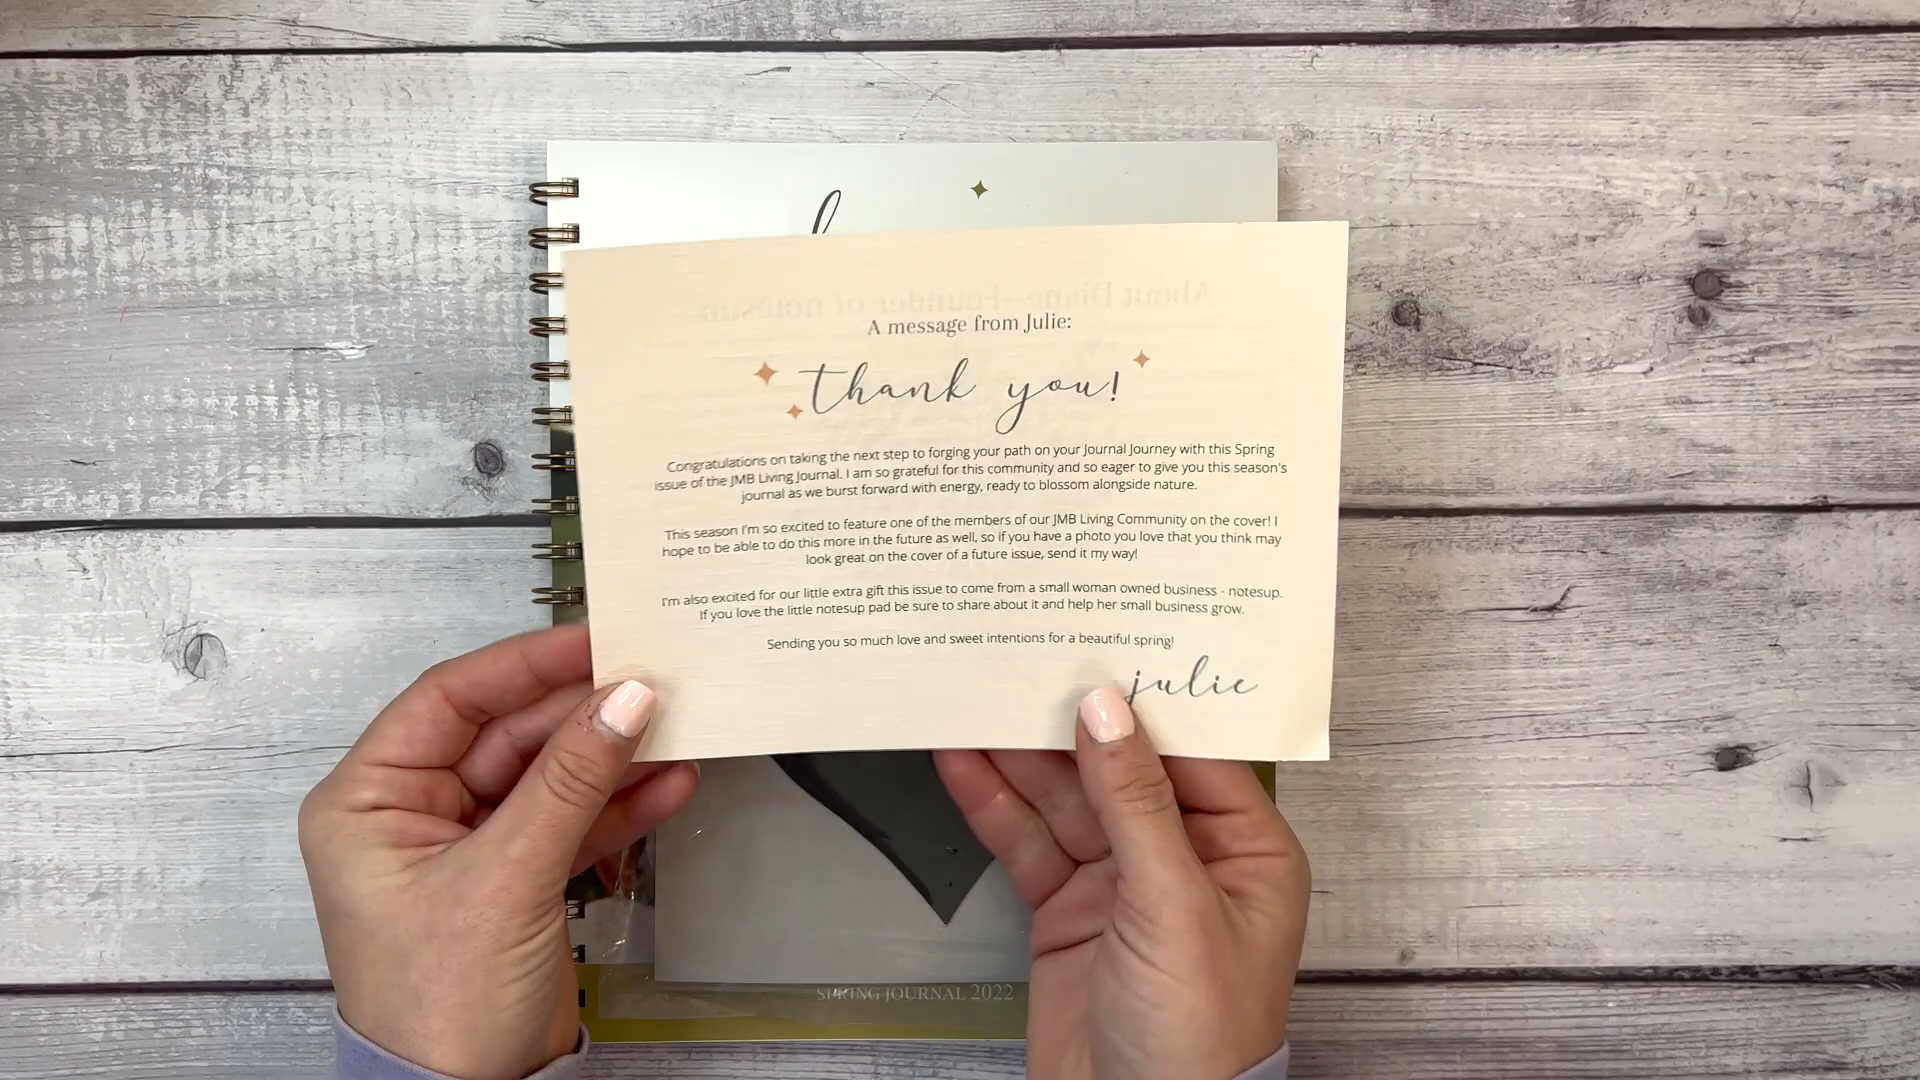 About Diane—Founder of notesup
A message from Julie:
thank you!
Congratulations on taking the next step to forging your path on your Journal Journey with this Spring
issue of the JMB Living Journal. I am so grateful for this community and so eager to give you this season's
journal as we burst forward with energy, ready to blossom alongside nature.
This season I'm so excited to feature one of the members of our JMB Living Community on the cover! I
hope to be able to do this more in the future as well, so if you have a photo you love that you think may
look great on the cover of a future issue, send it my way!
I'm also excited for our little extra gift this issue to come from a small woman owned business - notesup.
If you love the little notesup pad be sure to share about it and help her small business grow.
Sending you so much love and sweet intentions for a beautiful spring!
julie
SPRING JOURNAL 2022